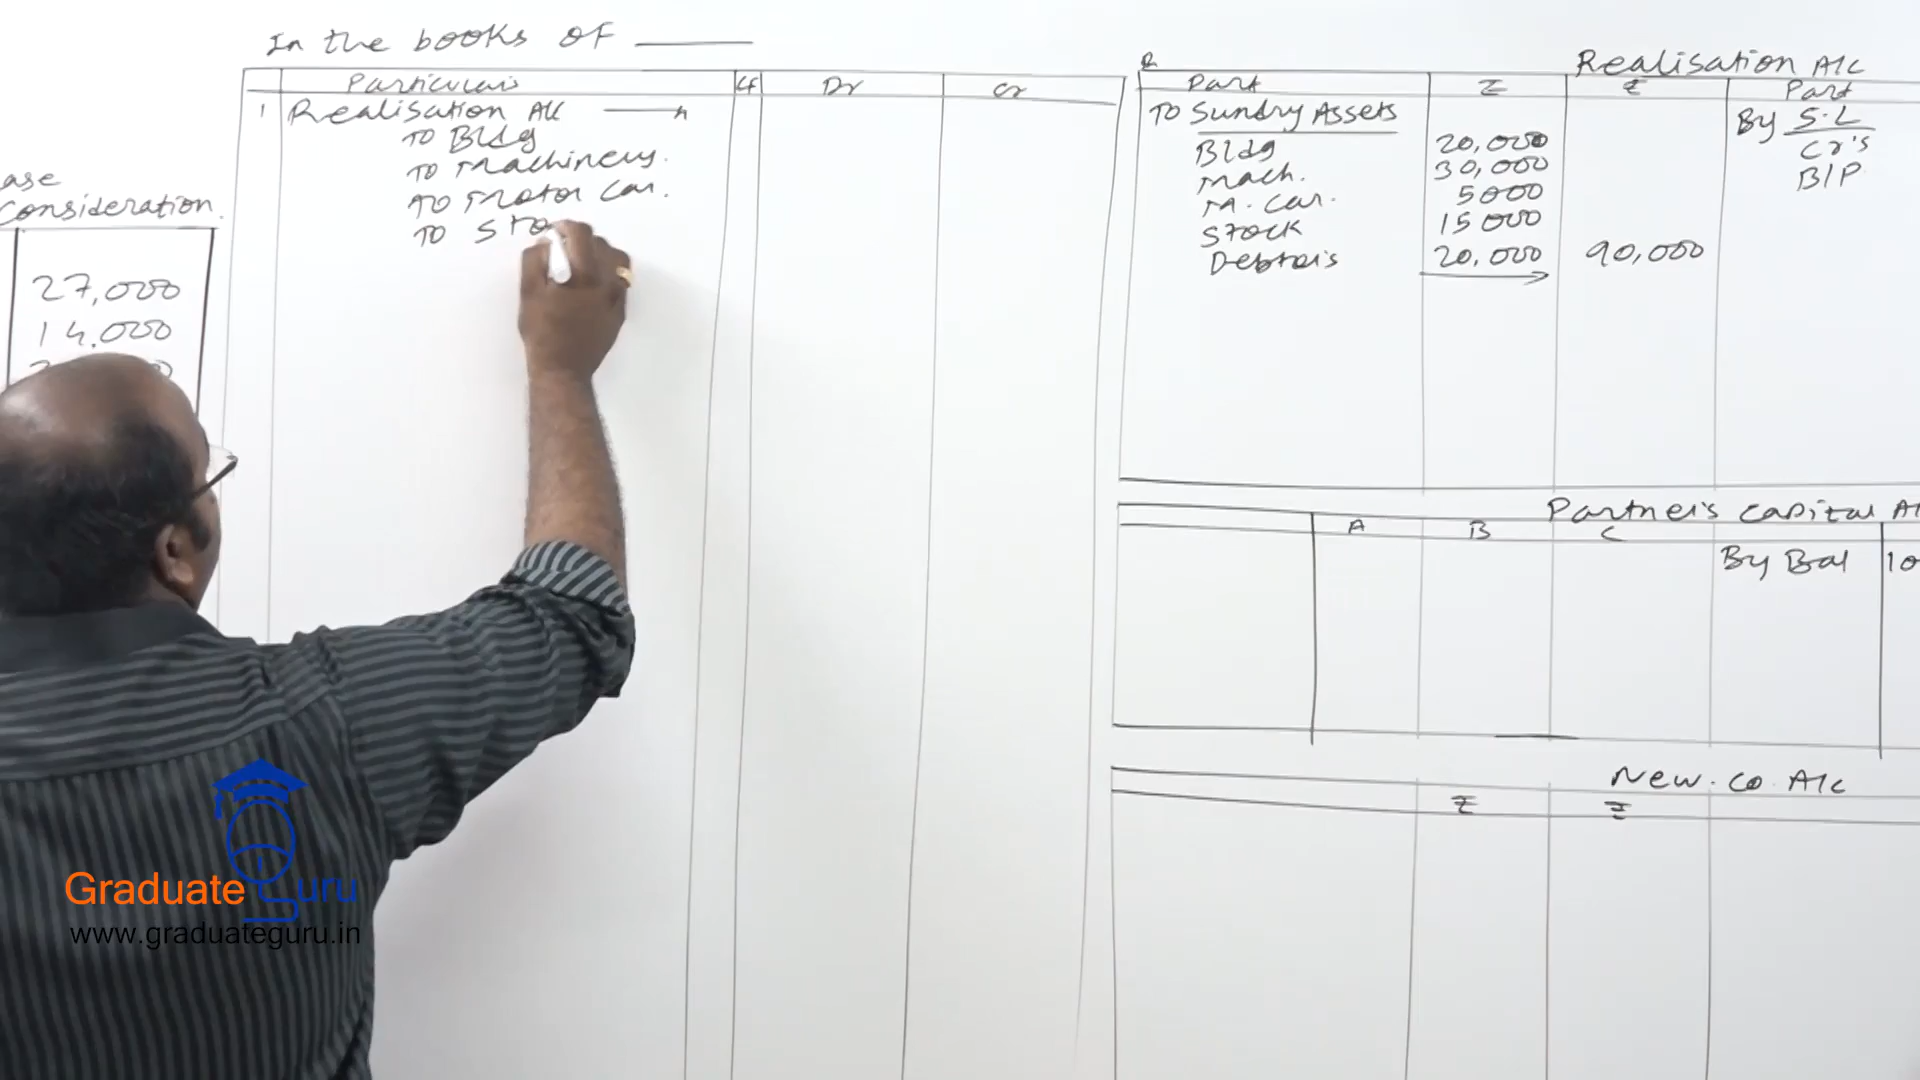 In the books of
Particulars LF Dr Cr
1 Realisation A/c
To Bldg
To Machinery.
To Motor Car.
To Sto
ase
Consideration.
27,000
14,000
Realisation A/c
Part ₹ ₹ Part
To Sundry Assets
Bldg 20,000
Mach. 30,000
M. Car. 5000
Stock 15000
Debtors 20,000 90,000
By S.L
Cr's
B/P
Partner's Capital A/
A B C
By Bal 10
New. Co. A/c
₹ ₹
Graduate Guru
www.graduateguru.in